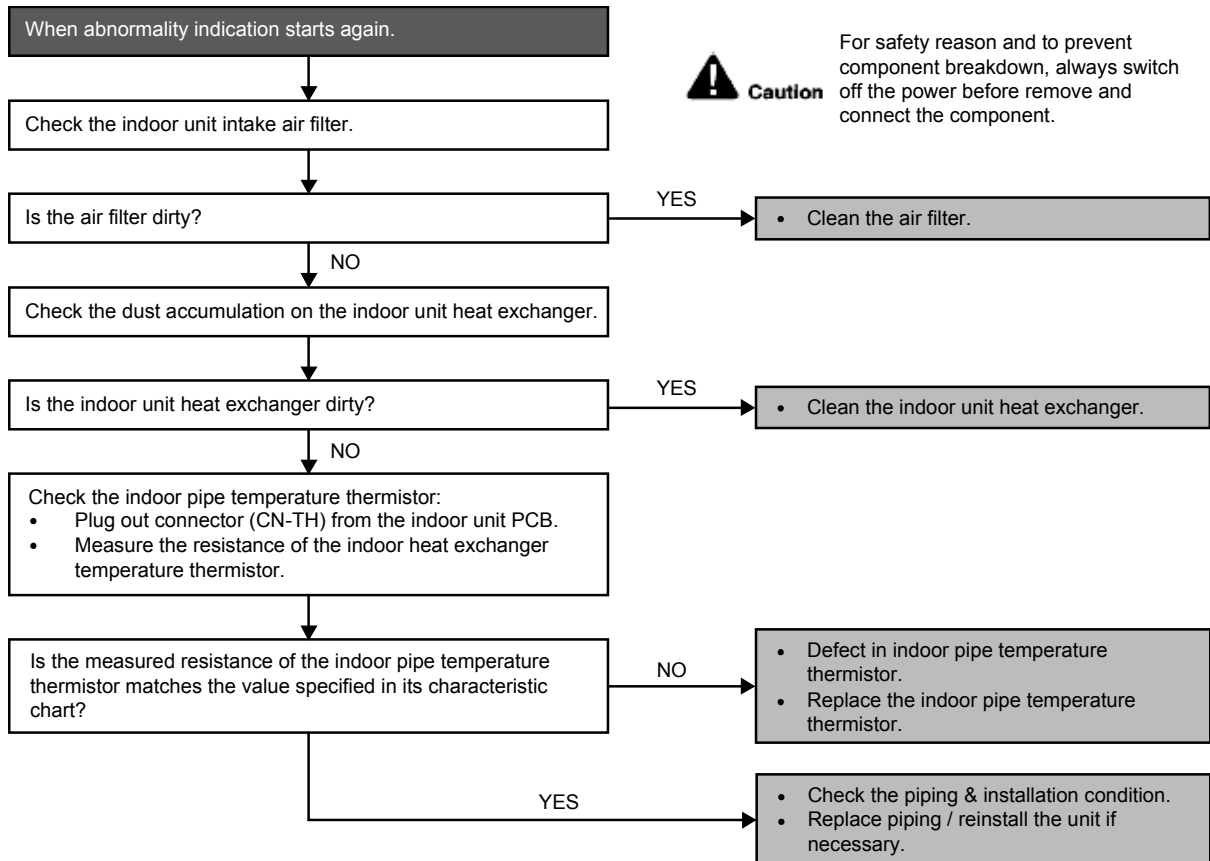 When abnormality indication starts again.
For safety reason and to prevent
component breakdown, always switch
Caution off the power before remove and
connect the component.
Check the indoor unit intake air filter.
Is the air filter dirty?
YES
• Clean the air filter.
NO
Check the dust accumulation on the indoor unit heat exchanger.
Is the indoor unit heat exchanger dirty?
YES
• Clean the indoor unit heat exchanger.
NO
Check the indoor pipe temperature thermistor:
• Plug out connector (CN-TH) from the indoor unit PCB.
• Measure the resistance of the indoor heat exchanger
temperature thermistor.
Is the measured resistance of the indoor pipe temperature
thermistor matches the value specified in its characteristic
chart?
NO
• Defect in indoor pipe temperature
thermistor.
• Replace the indoor pipe temperature
thermistor.
YES
• Check the piping & installation condition.
• Replace piping / reinstall the unit if
necessary.